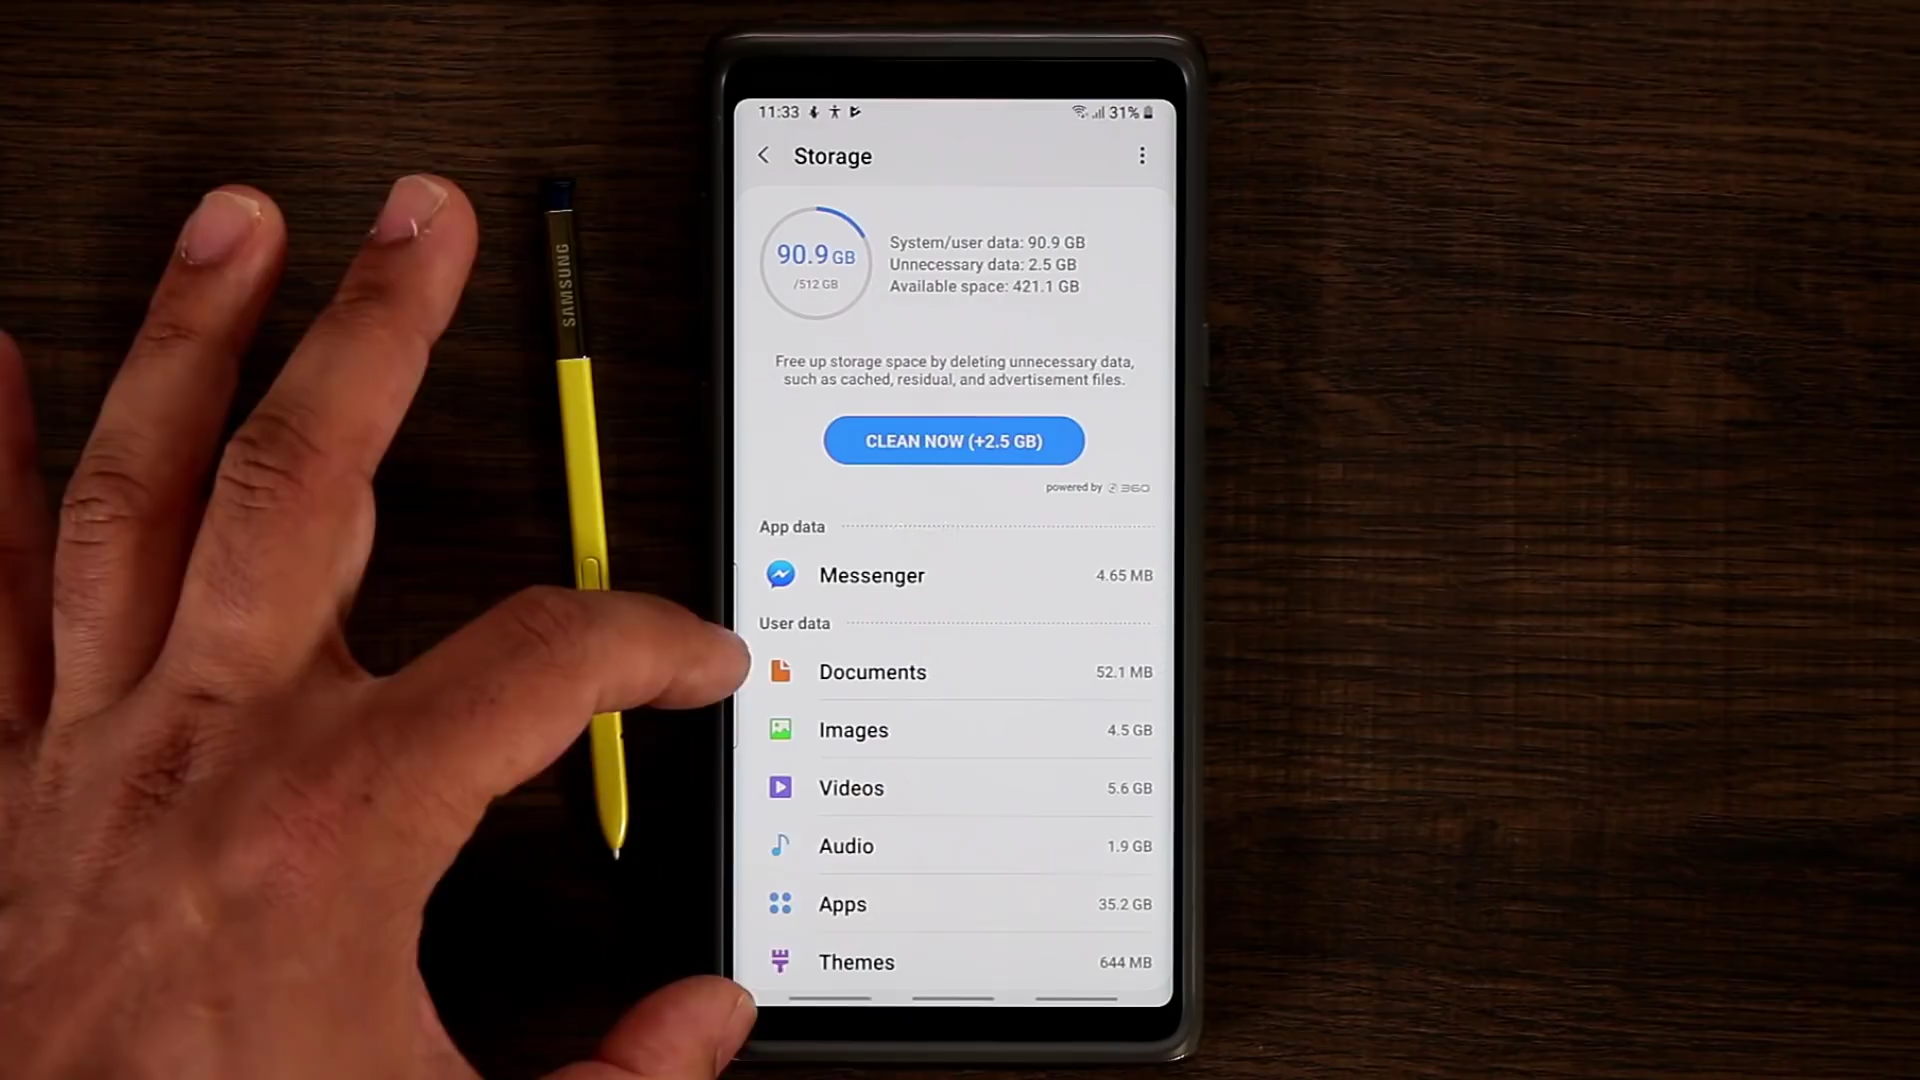 SAMSUNG
11:33
31%
Storage
90.9 GB
/512 GB
System/user data: 90.9 GB
Unnecessary data: 2.5 GB
Available space: 421.1 GB
Free up storage space by deleting unnecessary data,
such as cached, residual, and advertisement files.
CLEAN NOW (+2.5 GB)
powered by 360
App data
Messenger 4.65 MB
User data
Documents 52.1 MB
Images 4.5 GB
Videos 5.6 GB
Audio 1.9 GB
Apps 35.2 GB
Themes 644 MB